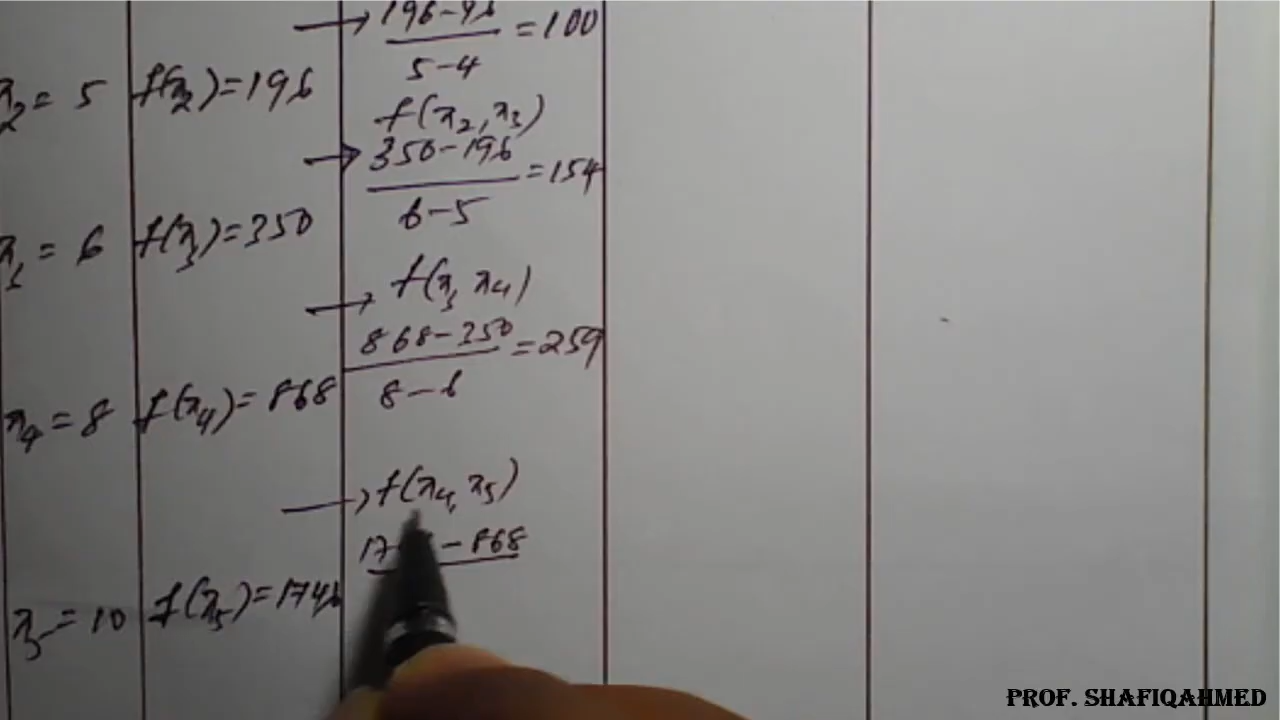 196-96
5-4
=100
x2 = 5
f(x2)=196
f(x2,x3)
350-196
6-5
=154
x3 = 6
f(x3)=350
f(x3 x4)
868-350
8-6
=259
x4 = 8
f(x4)=868
f(x4, x5)
-868
x5 = 10
f(x5)=1746
PROF. SHAFIQAHMED